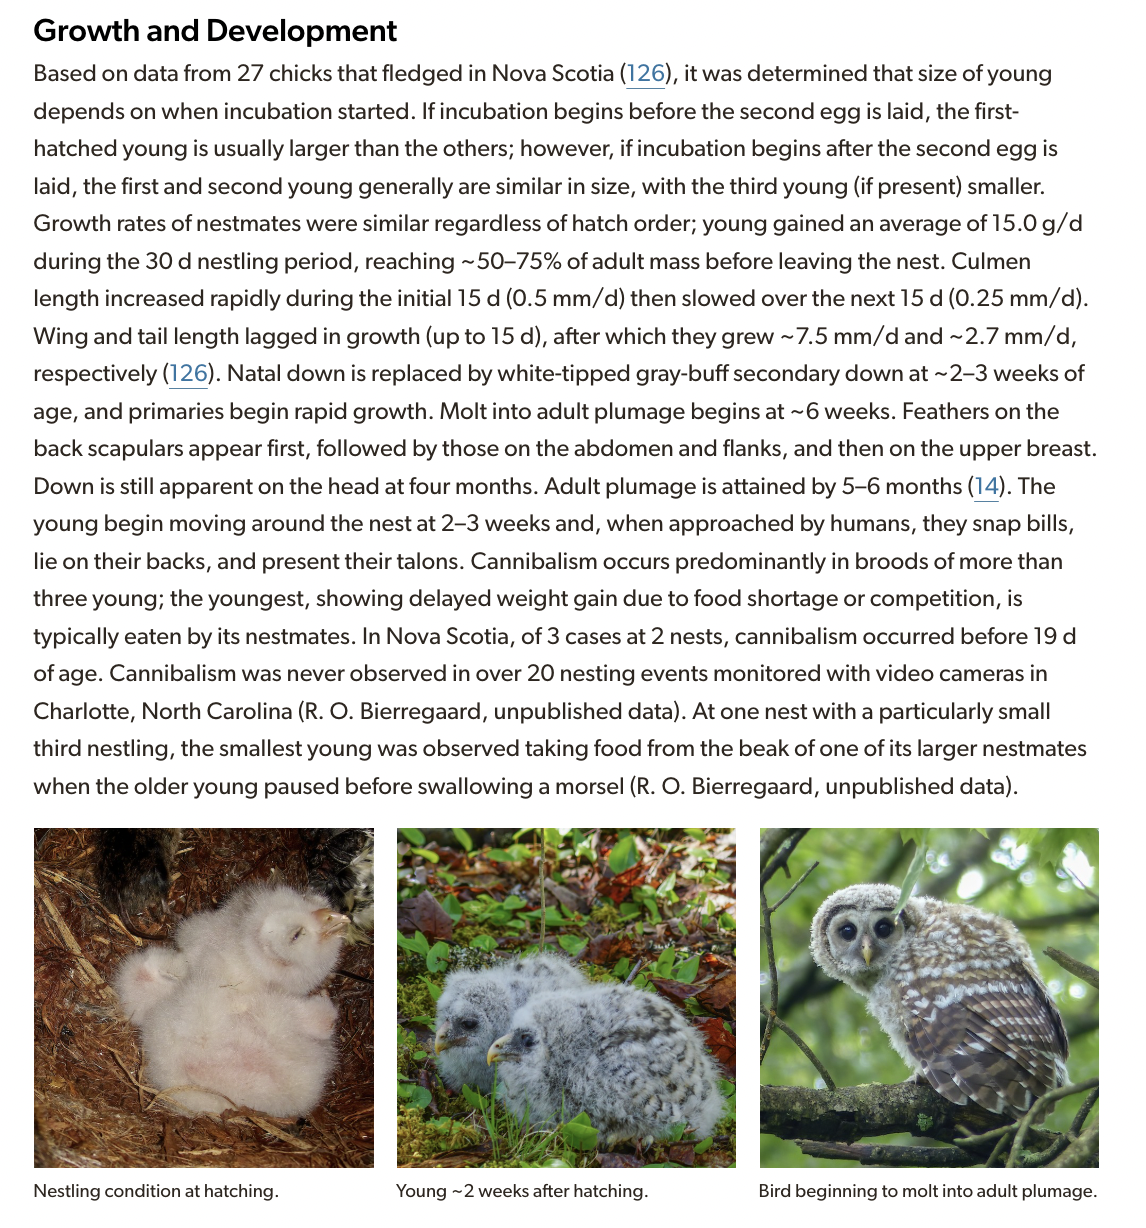 Growth and Development
Based on data from 27 chicks that fledged in Nova Scotia (126), it was determined that size of young
depends on when incubation started. If incubation begins before the second egg is laid, the first-
hatched young is usually larger than the others; however, if incubation begins after the second egg is
laid, the first and second young generally are similar in size, with the third young (if present) smaller.
Growth rates of nestmates were similar regardless of hatch order; young gained an average of 15.0 g/d
during the 30 d nestling period, reaching ~50–75% of adult mass before leaving the nest. Culmen
length increased rapidly during the initial 15 d (0.5 mm/d) then slowed over the next 15 d (0.25 mm/d).
Wing and tail length lagged in growth (up to 15 d), after which they grew ~7.5 mm/d and ~2.7 mm/d,
respectively (126). Natal down is replaced by white-tipped gray-buff secondary down at ~2–3 weeks of
age, and primaries begin rapid growth. Molt into adult plumage begins at ~6 weeks. Feathers on the
back scapulars appear first, followed by those on the abdomen and flanks, and then on the upper breast.
Down is still apparent on the head at four months. Adult plumage is attained by 5–6 months (14). The
young begin moving around the nest at 2–3 weeks and, when approached by humans, they snap bills,
lie on their backs, and present their talons. Cannibalism occurs predominantly in broods of more than
three young; the youngest, showing delayed weight gain due to food shortage or competition, is
typically eaten by its nestmates. In Nova Scotia, of 3 cases at 2 nests, cannibalism occurred before 19 d
of age. Cannibalism was never observed in over 20 nesting events monitored with video cameras in
Charlotte, North Carolina (R. O. Bierregaard, unpublished data). At one nest with a particularly small
third nestling, the smallest young was observed taking food from the beak of one of its larger nestmates
when the older young paused before swallowing a morsel (R. O. Bierregaard, unpublished data).
Nestling condition at hatching.
Young ~2 weeks after hatching.
Bird beginning to molt into adult plumage.